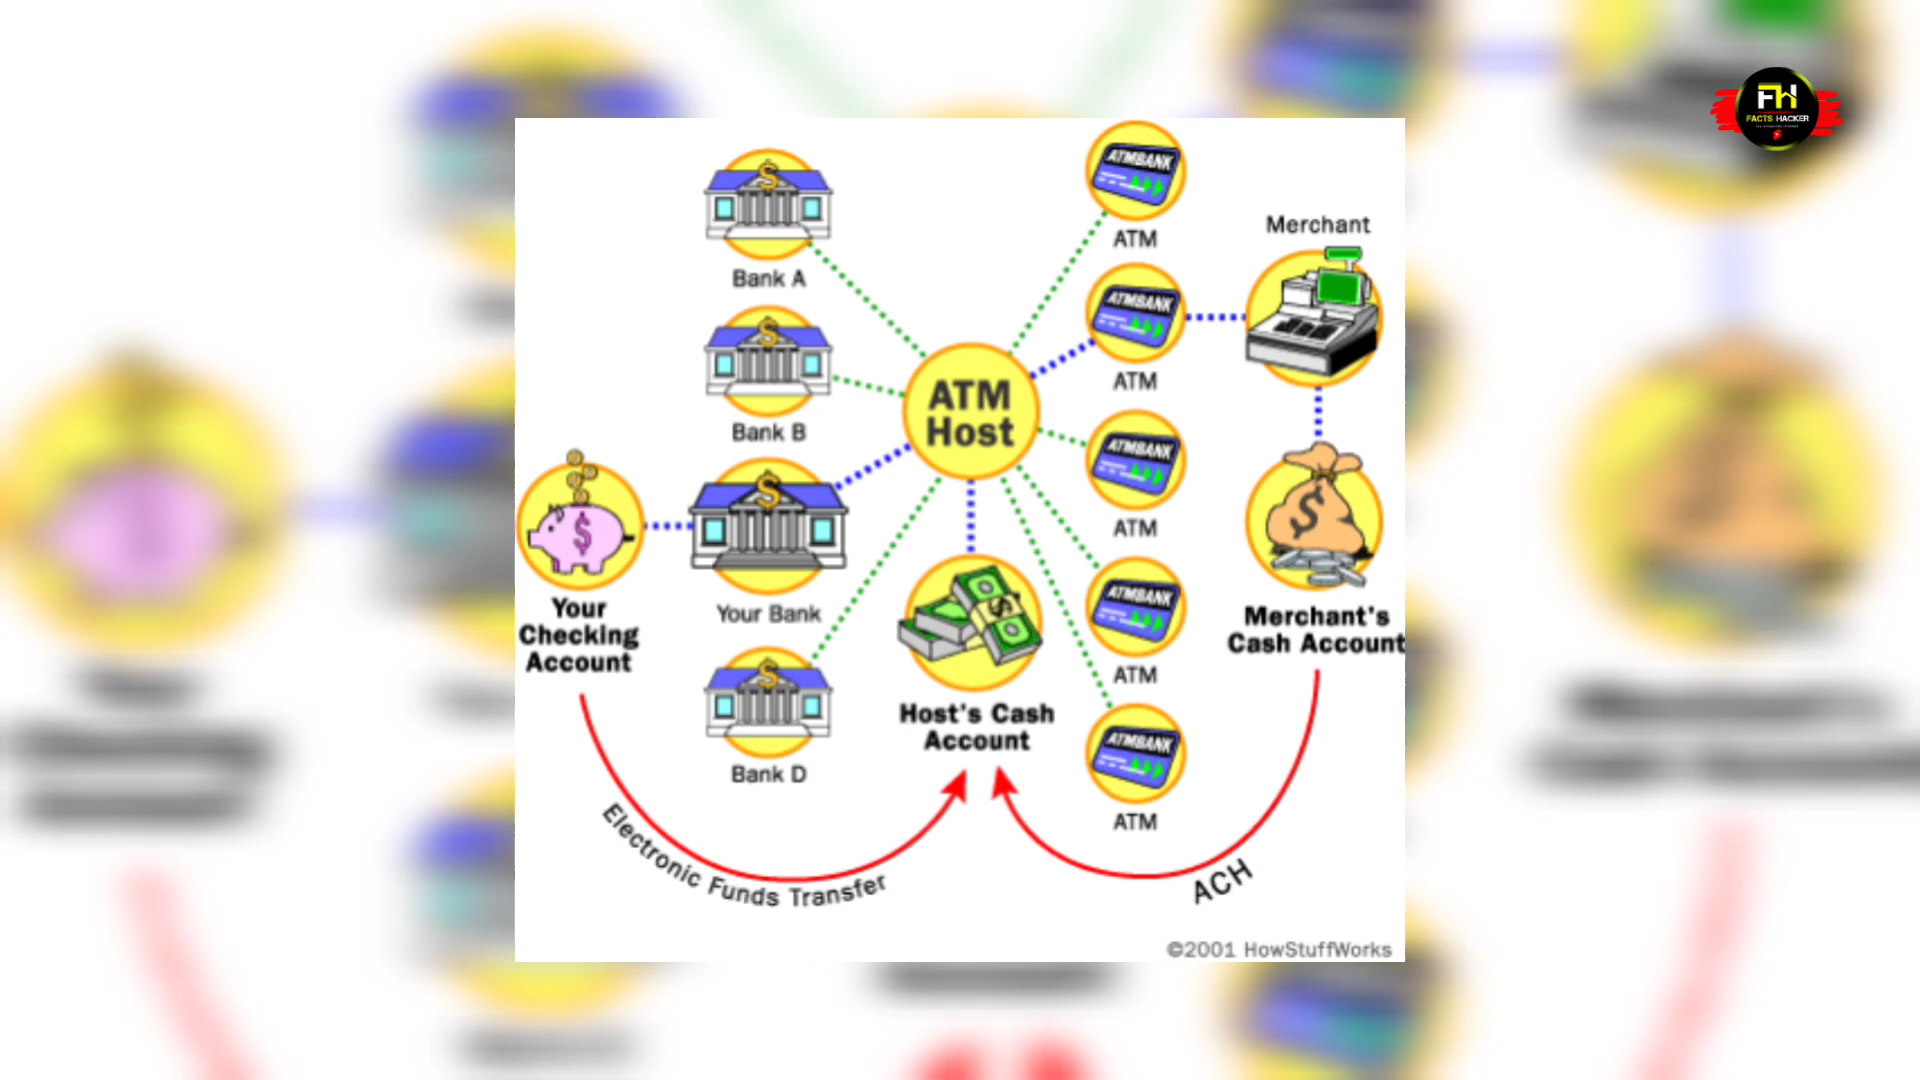 FH
FACTS HACKER
$
ATMBANK
ATM
Merchant
Bank A
$
ATMBANK
ATM
$
Bank B
ATM
Host
ATMBANK
ATM
$
$
Your Bank
$
Your
Checking
Account
Merchant's
Cash Account
ATMBANK
ATM
$
Host's Cash
Account
$
Bank D
ATMBANK
ATM
Electronic Funds Transfer
ACH
©2001 HowStuffWorks